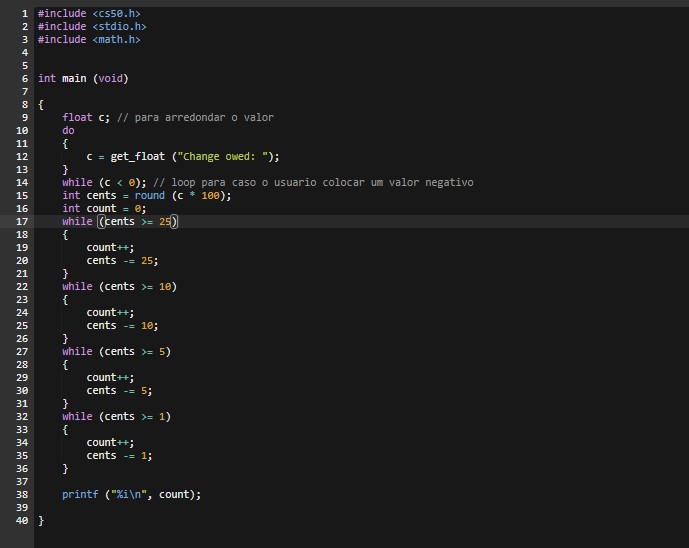 1 #include <cs50.h>
2 #include <stdio.h>
3 #include <math.h>
4
5
6 int main (void)
7
8 {
9     float c; // para arredondar o valor
10     do
11     {
12         c = get_float ("Change owed: ");
13     }
14     while (c < 0); // loop para caso o usuario colocar um valor negativo
15     int cents = round (c * 100);
16     int count = 0;
17     while (cents >= 25)
18     {
19         count++;
20         cents -= 25;
21     }
22     while (cents >= 10)
23     {
24         count++;
25         cents -= 10;
26     }
27     while (cents >= 5)
28     {
29         count++;
30         cents -= 5;
31     }
32     while (cents >= 1)
33     {
34         count++;
35         cents -= 1;
36     }
37
38     printf ("%i\n", count);
39
40 }